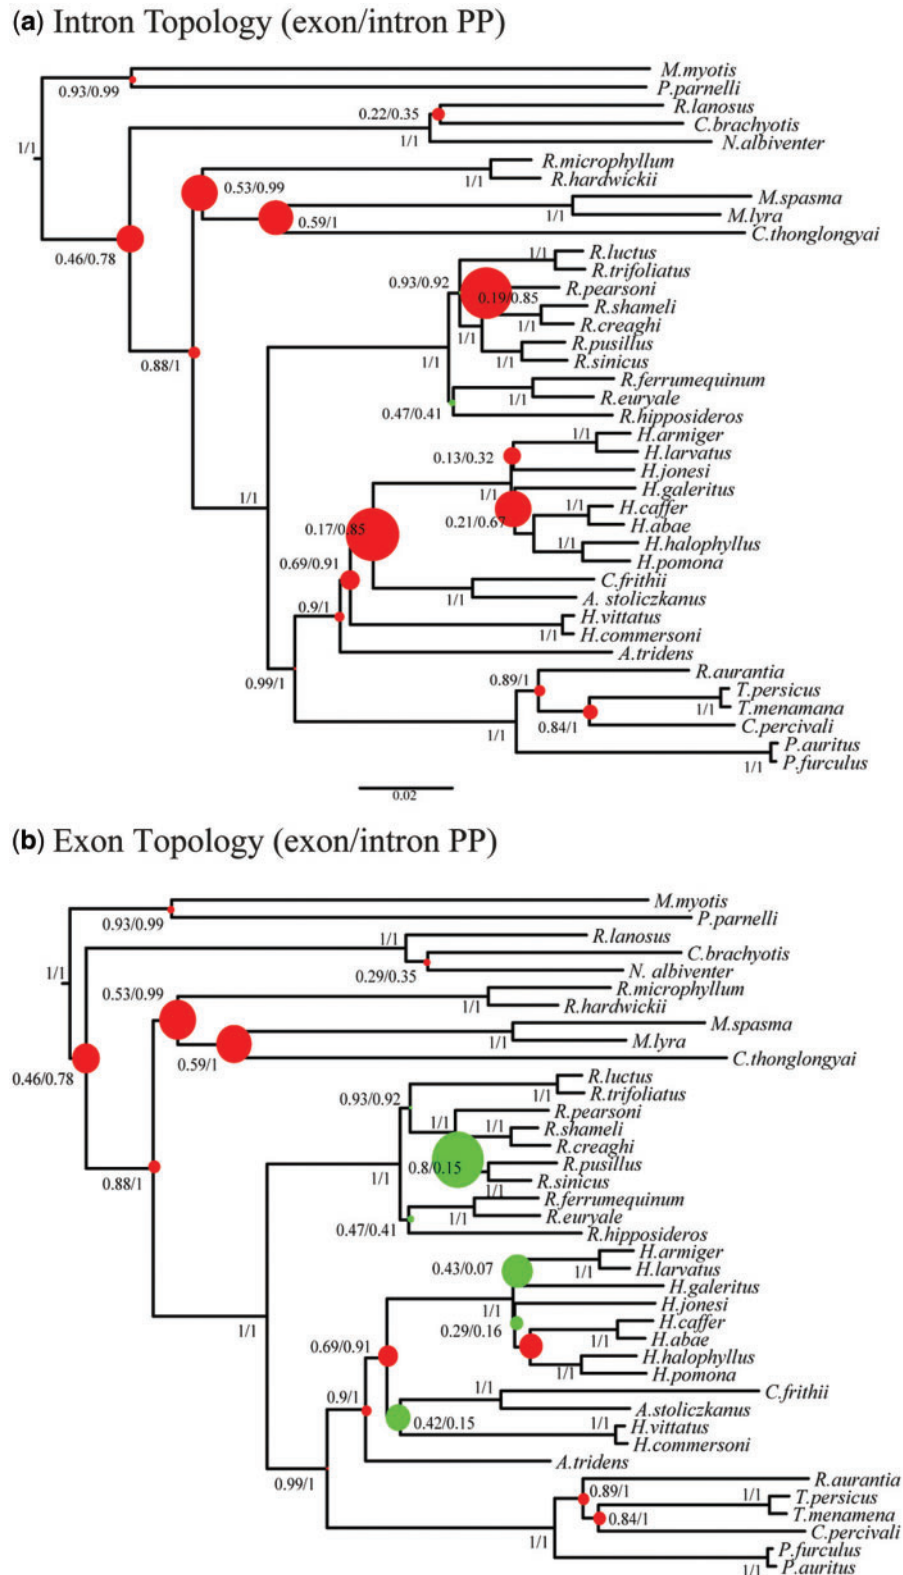 (a) Intron Topology (exon/intron PP)
M.myotis
0.93/0.99
P.parnelli
R.lanosus
0.22/0.35
C.brachyotis
1/1
N.albiventer
1/1
R.microphyllum
0.53/0.99
1/1
R.hardwickii
M.spasma
0.59/1
1/1
M.lyra
C.thonglongyai
0.46/0.78
1/1
R.luctus
R.trifoliatus
0.93/0.92
R.pearsoni
0.19/0.85
R.shameli
1/1
R.creaghi
1/1
R.pusillus
1/1
R.sinicus
0.88/1
1/1
R.ferrumequinum
1/1
R.euryale
0.47/0.41
R.hipposideros
1/1
H.armiger
H.larvatus
0.13/0.32
H.jonesi
1/1
H.galeritus
1/1
1/1
H.caffer
0.21/0.67
H.abae
0.17/0.85
H.halophyllus
1/1
H.pomona
0.69/0.91
C.frithii
1/1
A. stoliczkanus
0.9/1
H.vittatus
1/1
H.commersoni
A.tridens
0.99/1
R.aurantia
0.89/1
T.persicus
1/1
T.menamana
0.84/1
C.percivali
1/1
P.auritus
1/1
P.furculus
0.02
(b) Exon Topology (exon/intron PP)
M.myotis
0.93/0.99
P.parnelli
1/1
R.lanosus
C.brachyotis
0.29/0.35
N. albiventer
1/1
R.microphyllum
0.53/0.99
1/1
R.hardwickii
M.spasma
1/1
M.lyra
0.59/1
C.thonglongyai
0.46/0.78
R.luctus
1/1
R.trifoliatus
0.93/0.92
R.pearsoni
1/1
1/1
R.shameli
R.creaghi
0.8/0.15
R.pusillus
1/1
R.sinicus
0.88/1
1/1
R.ferrumequinum
1/1
R.euryale
0.47/0.41
R.hipposideros
H.armiger
0.43/0.07
1/1
H.larvatus
H.galeritus
1/1
H.jonesi
1/1
H.caffer
0.29/0.16
1/1
H.abae
0.69/0.91
H.halophyllus
1/1
H.pomona
1/1
C.frithii
0.9/1
A.stoliczkanus
0.42/0.15
1/1
H.vittatus
H.commersoni
A.tridens
0.99/1
R.aurantia
0.89/1
1/1
T.persicus
0.84/1
T.menamena
C.percivali
1/1
P.furculus
1/1
P.auritus